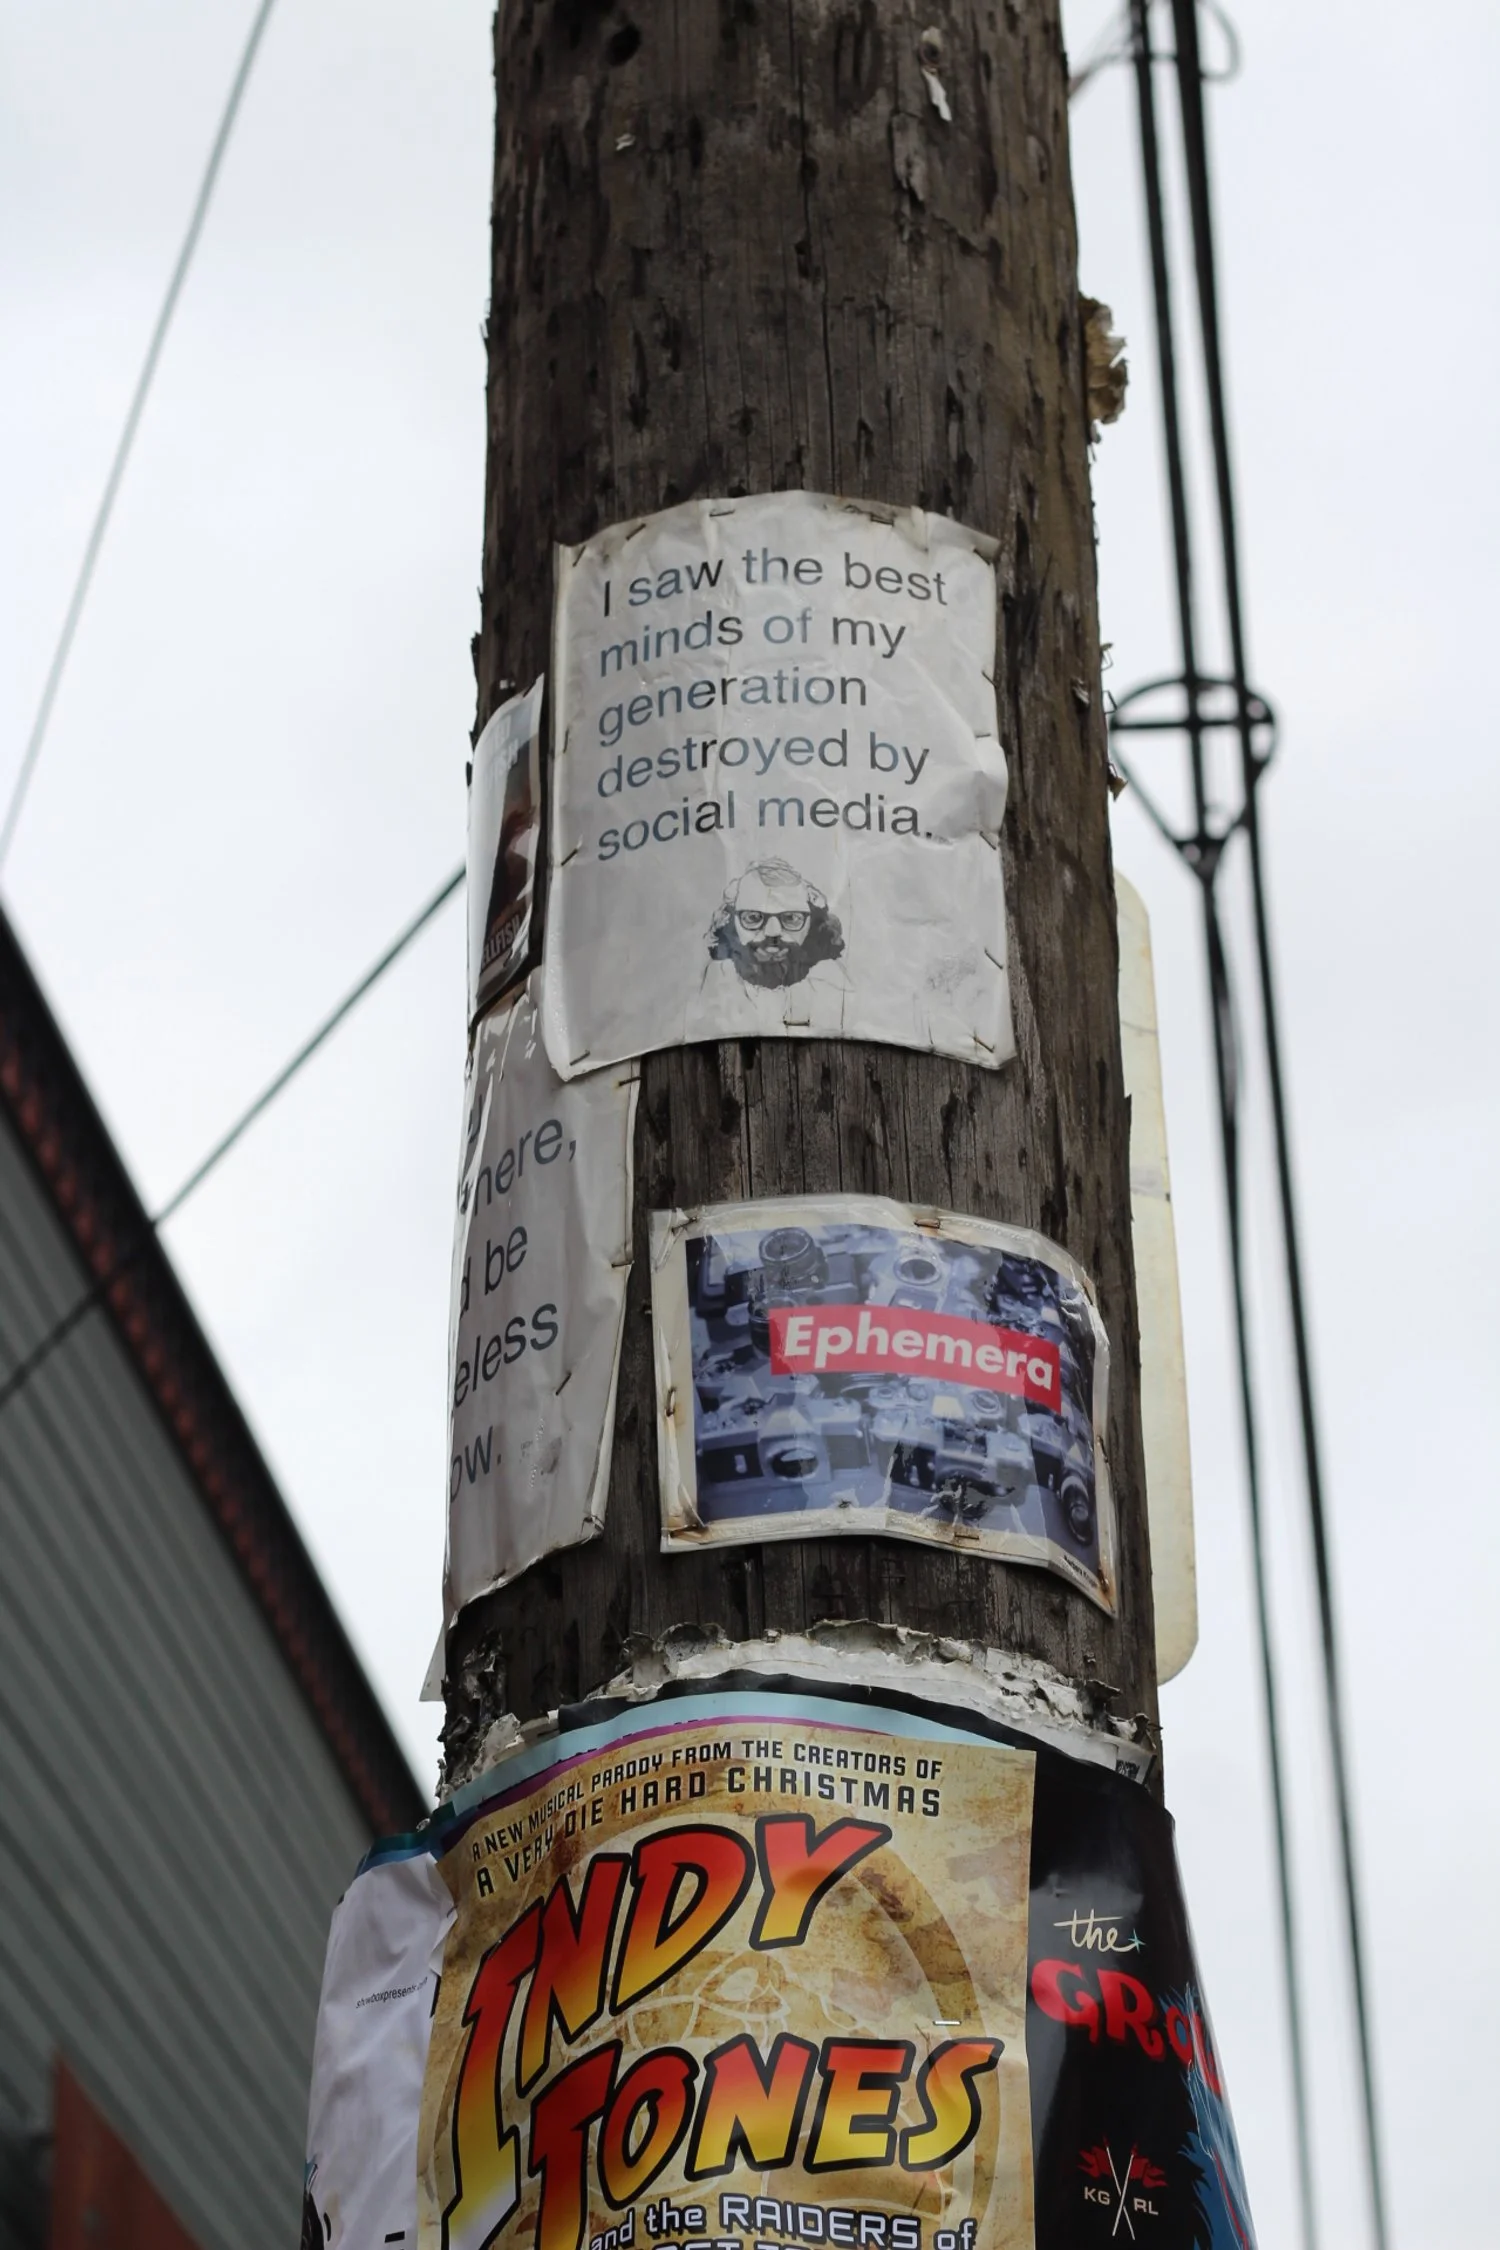 I saw the best
minds of my
generation
destroyed by
social media.
ELLFISH
here,
d be
eless
ow.
Ephemera
A NEW MUSICAL PARODY FROM THE CREATORS OF
A VERY DIE HARD CHRISTMAS
INDY
JONES
and the RAIDERS of
the
KG RL